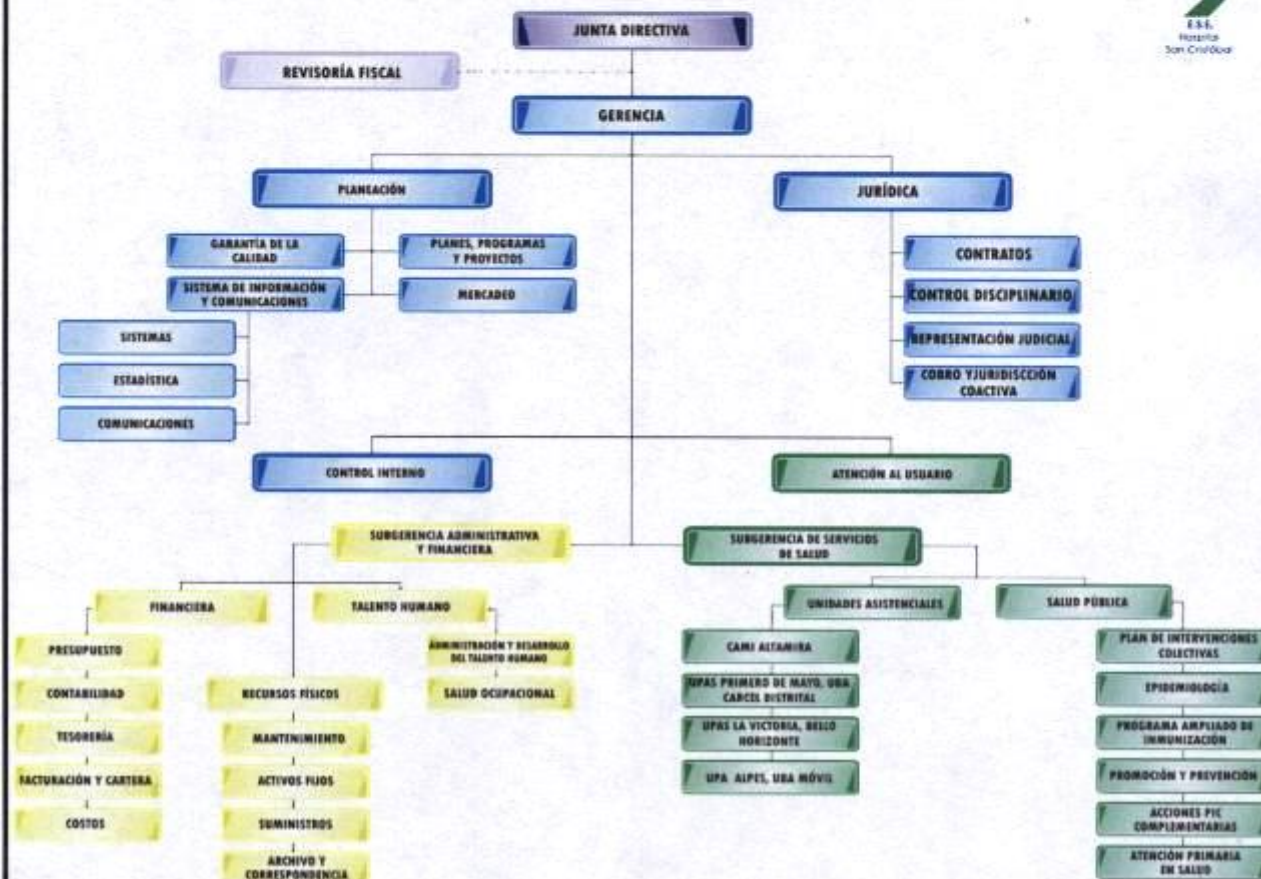 JUNTA DIRECTIVA
E.S.E.
Hospital
San Cristóbal
REVISORÍA FISCAL
GERENCIA
PLANEACIÓN
JURÍDICA
GARANTÍA DE LA
CALIDAD
PLANES, PROGRAMAS
Y PROYECTOS
SISTEMA DE INFORMACIÓN
Y COMUNICACIONES
MERCADEO
SISTEMAS
ESTADÍSTICA
COMUNICACIONES
CONTRATOS
CONTROL DISCIPLINARIO
REPRESENTACIÓN JUDICIAL
COBRO YJURIDISCCIÓN
COACTIVA
CONTROL INTERNO
ATENCIÓN AL USUARIO
SUBGERENCIA ADMINISTRATIVA
Y FINANCIERA
SUBGERENCIA DE SERVICIOS
DE SALUD
FINANCIERA
TALENTO HUMANO
UNIDADES ASISTENCIALES
SALUD PÚBLICA
PRESUPUESTO
CONTABILIDAD
TESORERÍA
FACTURACIÓN Y CARTERA
COSTOS
RECURSOS FÍSICOS
MANTENIMIENTO
ACTIVOS FIJOS
SUMINISTROS
ARCHIVO Y
CORRESPONDENCIA
ADMINISTRACIÓN Y DESARROLLO
DEL TALENTO HUMANO
SALUD OCUPACIONAL
CAMI ALTAMIRA
UPAS PRIMERO DE MAYO, UBA
CARCEL DISTRITAL
UPAS LA VICTORIA, BELLO
HORIZONTE
UPA ALPES, UBA MÓVIL
PLAN DE INTERVENCIONES
COLECTIVAS
EPIDEMIOLOGÍA
PROGRAMA AMPLIADO DE
INMUNIZACIÓN
PROMOCIÓN Y PREVENCIÓN
ACCIONES PIC
COMPLEMENTARIAS
ATENCIÓN PRIMARIA
EN SALUD